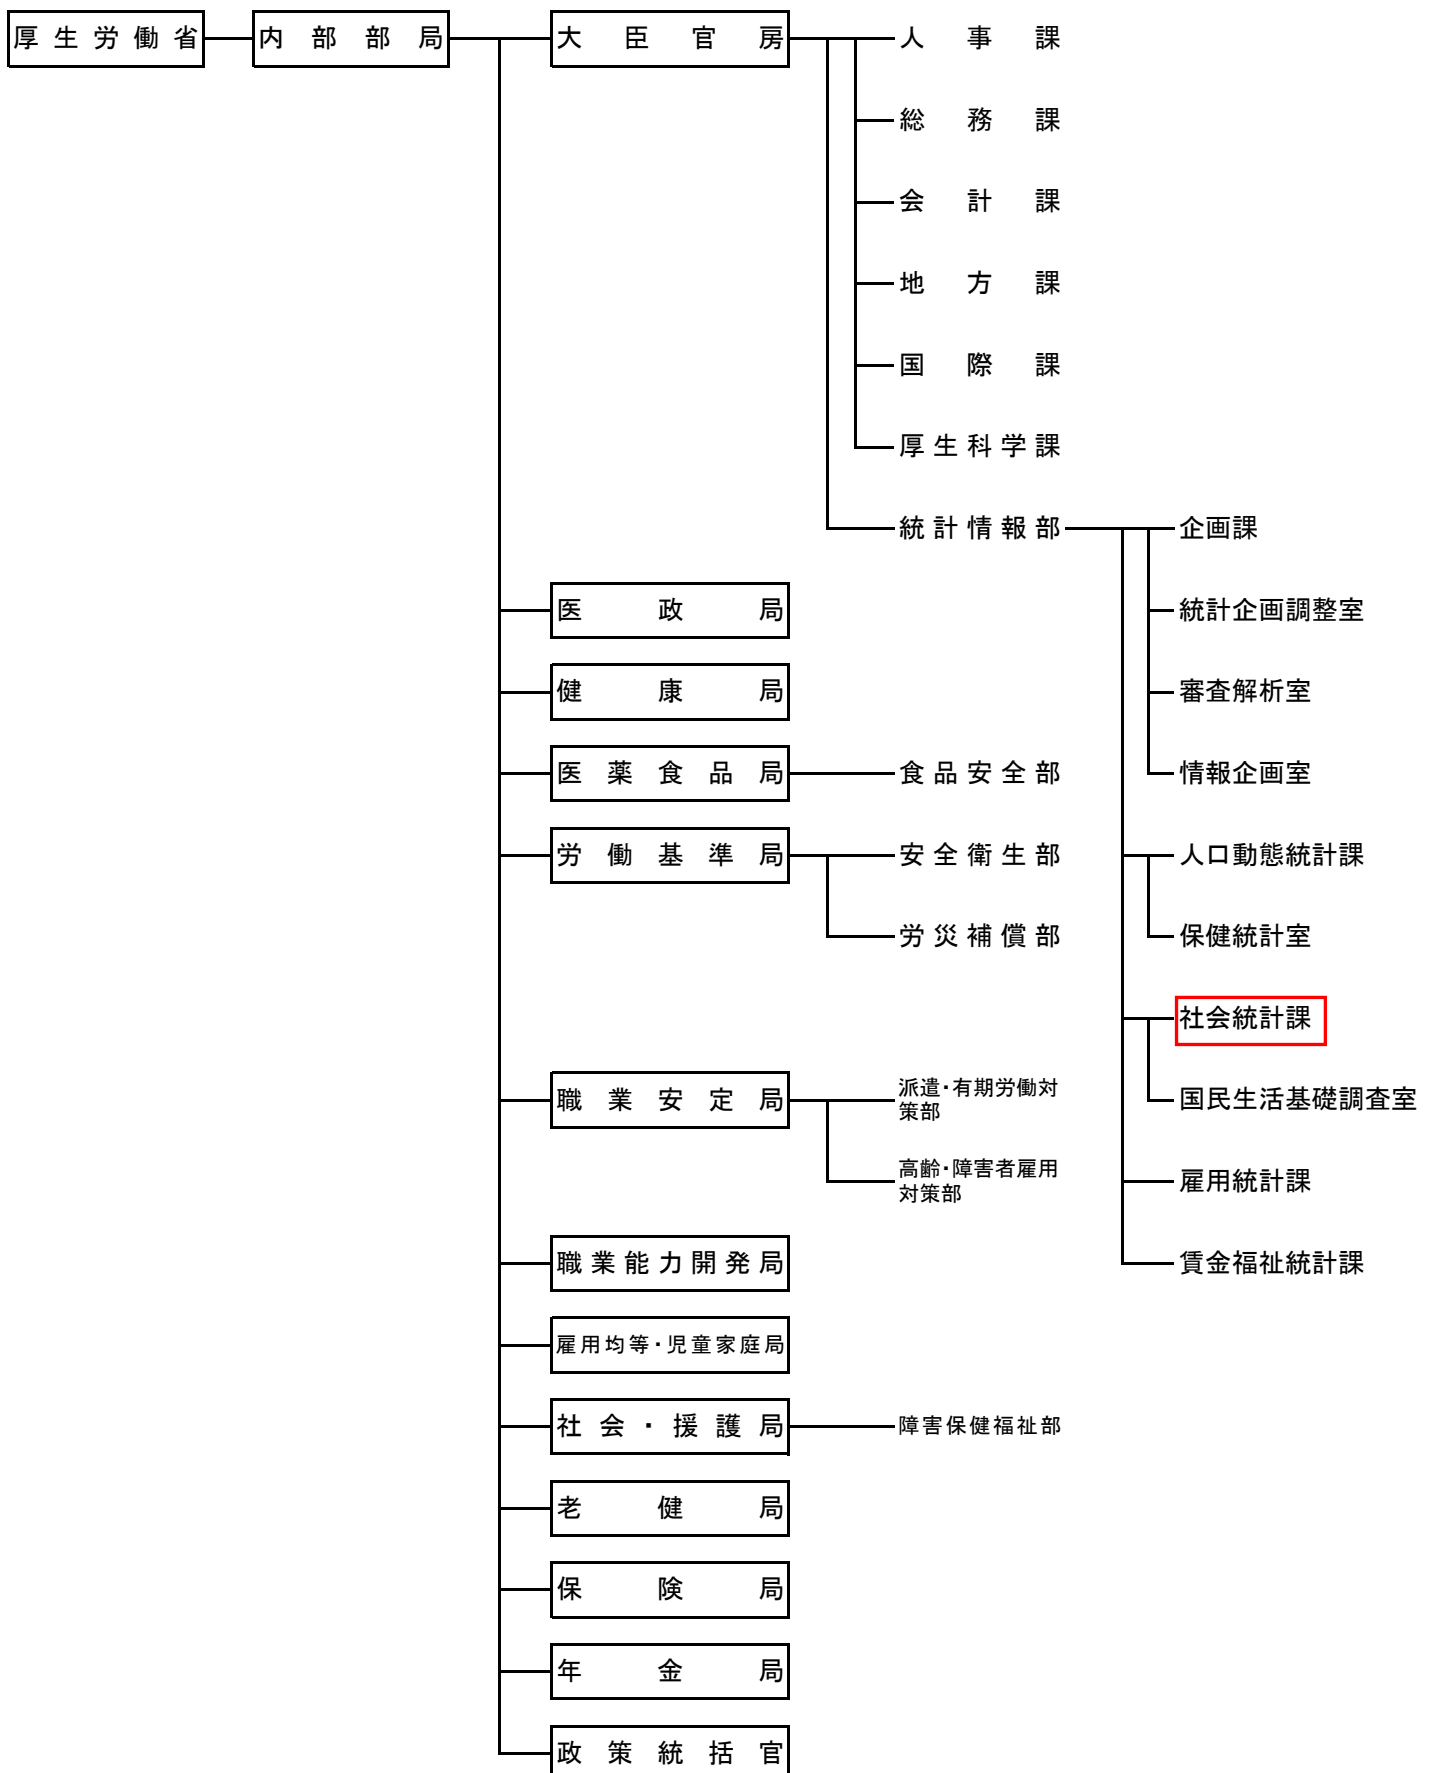 厚生労働省
内部部局
大臣官房
人事課
総務課
会計課
地方課
国際課
厚生科学課
統計情報部
企画課
統計企画調整室
審査解析室
情報企画室
人口動態統計課
保健統計室
社会統計課
国民生活基礎調査室
雇用統計課
賃金福祉統計課
医政局
健康局
医薬食品局
食品安全部
労働基準局
安全衛生部
労災補償部
職業安定局
派遣・有期労働対
策部
高齢・障害者雇用
対策部
職業能力開発局
雇用均等・児童家庭局
社会・援護局
障害保健福祉部
老健局
保険局
年金局
政策統括官